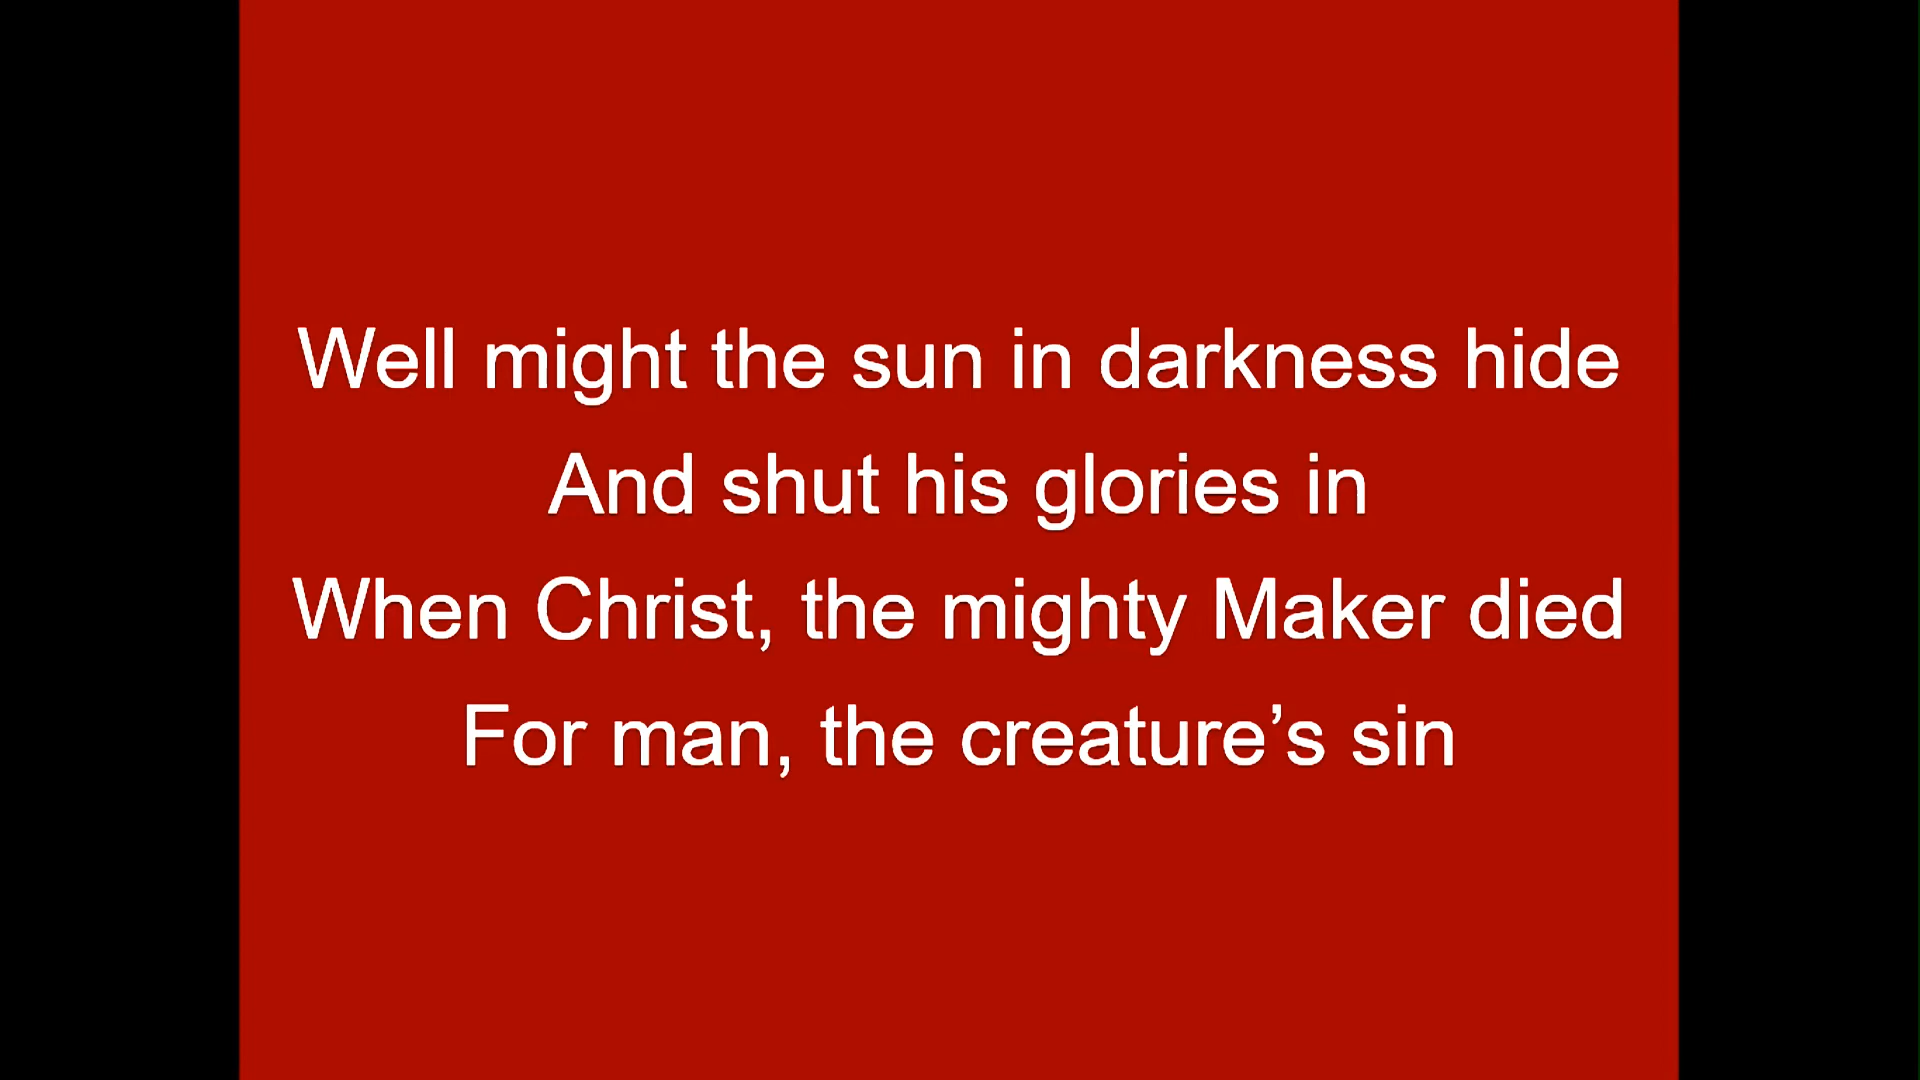 Well might the sun in darkness hide
And shut his glories in
When Christ, the mighty Maker died
For man, the creature’s sin